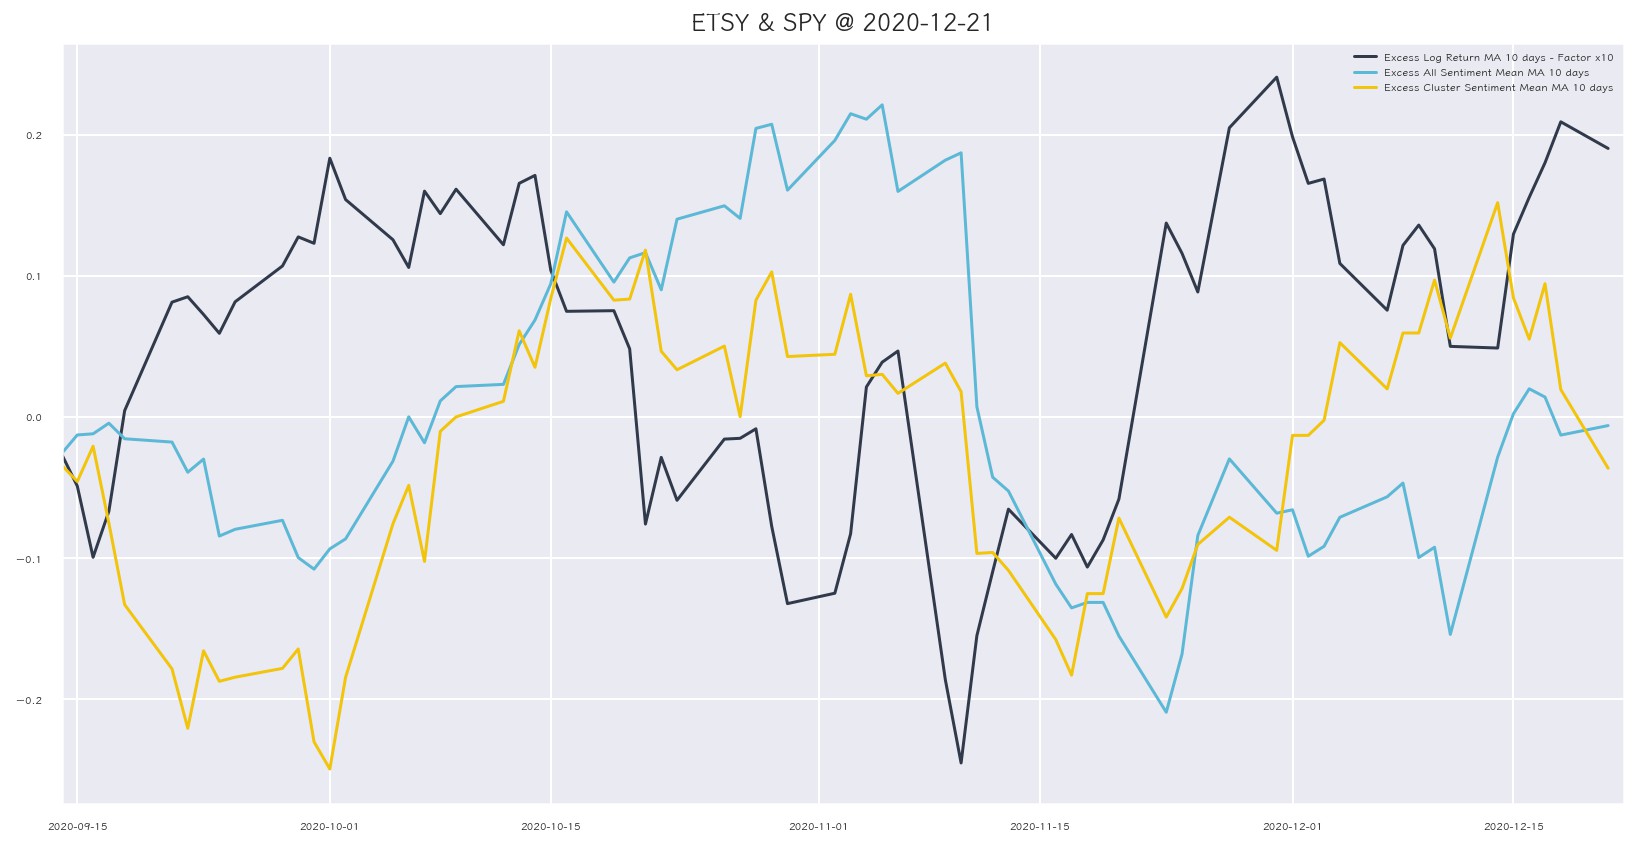 ETSY & SPY @ 2020-12-21
Excess Log Return MA 10 days - Factor x10
Excess All Sentiment Mean MA 10 days
Excess Cluster Sentiment Mean MA 10 days
0.2
0.1
0.0
−0.1
−0.2
2020-09-15 2020-10-01 2020-10-15 2020-11-01 2020-11-15 2020-12-01 2020-12-15